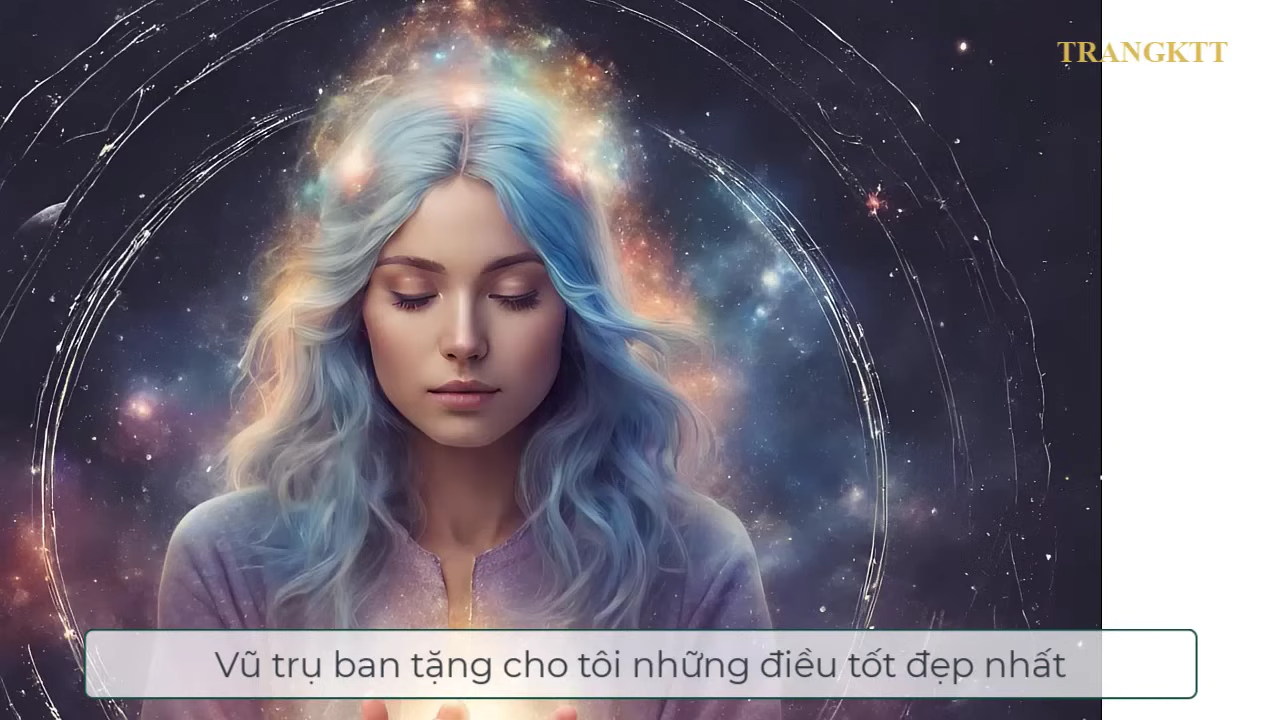 TRANGKTT
Vũ trụ ban tặng cho tôi những điều tốt đẹp nhất